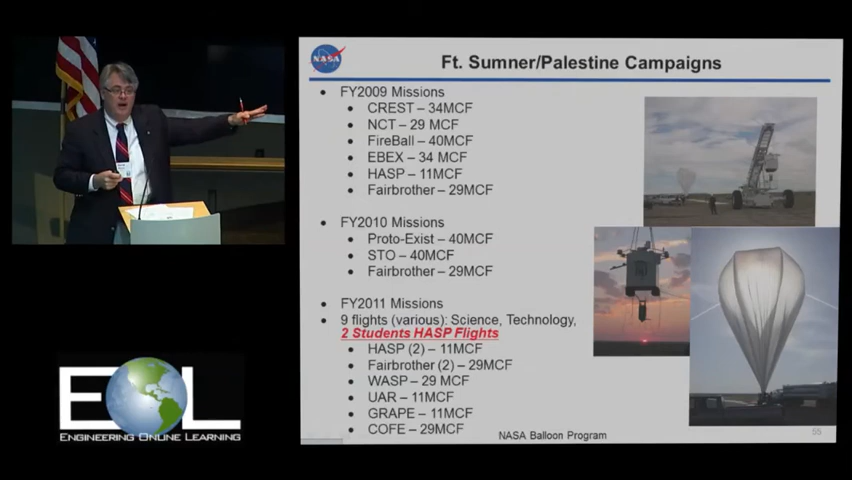 NASA
Ft. Sumner/Palestine Campaigns
• FY2009 Missions
• CREST – 34MCF
• NCT – 29 MCF
• FireBall – 40MCF
• EBEX – 34 MCF
• HASP – 11MCF
• Fairbrother – 29MCF
• FY2010 Missions
• Proto-Exist – 40MCF
• STO – 40MCF
• Fairbrother – 29MCF
• FY2011 Missions
• 9 flights (various): Science, Technology,
2 Students HASP Flights
• HASP (2) – 11MCF
• Fairbrother (2) – 29MCF
• WASP – 29 MCF
• UAR – 11MCF
• GRAPE – 11MCF
• COFE – 29MCF
NASA Balloon Program
55
EOL
ENGINEERING ONLINE LEARNING